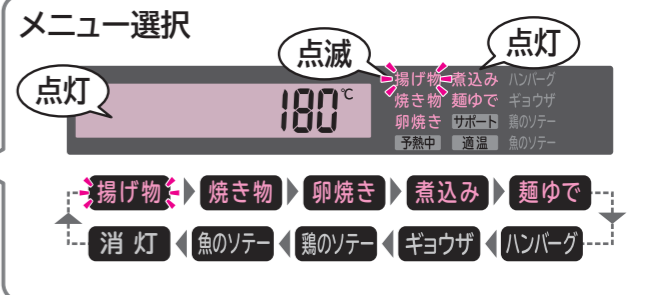 メニュー選択
点滅
点灯
点灯
180℃
揚げ物 煮込み ハンバーグ
焼き物 麺ゆで ギョウザ
卵焼き サポート 鶏のソテー
予熱中 適温 魚のソテー
揚げ物 焼き物 卵焼き 煮込み 麺ゆで
消灯 魚のソテー 鶏のソテー ギョウザ ハンバーグ